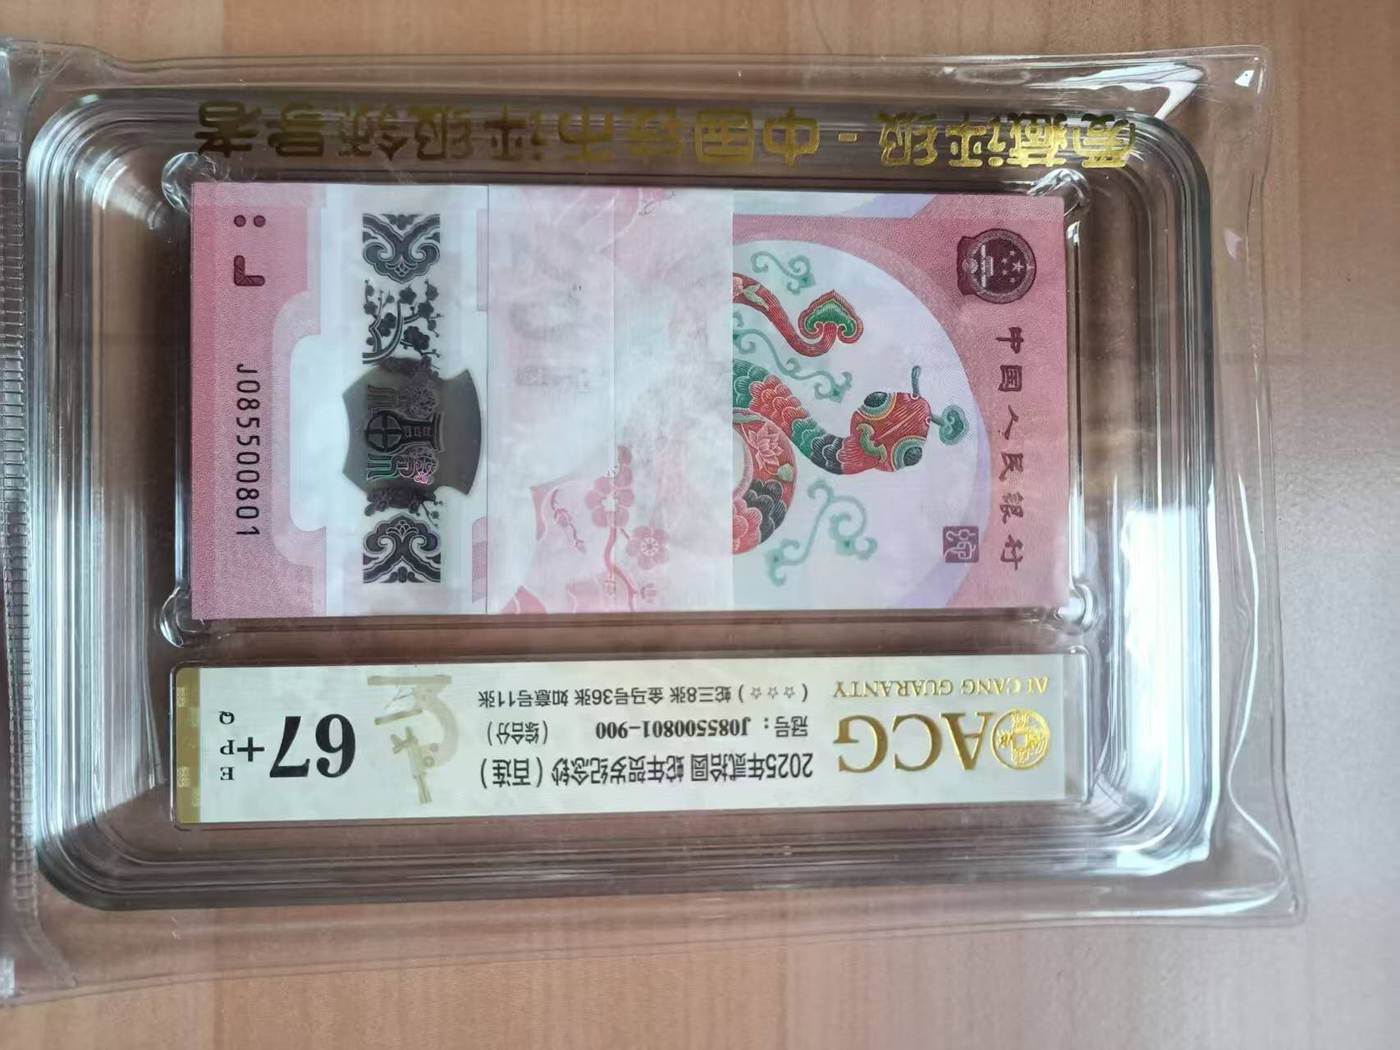 爱藏评级-中国钱币评级领导者
中国人民银行
蛇
J085500801
ACG
AI CANG GUARANTY
2025年贰拾圆 蛇年贺岁纪念钞（百连）
冠号：J085500801-900 （综合分）
（☆☆☆）蛇三8张 金马号36张 如意号11张
67+
E
P
Q